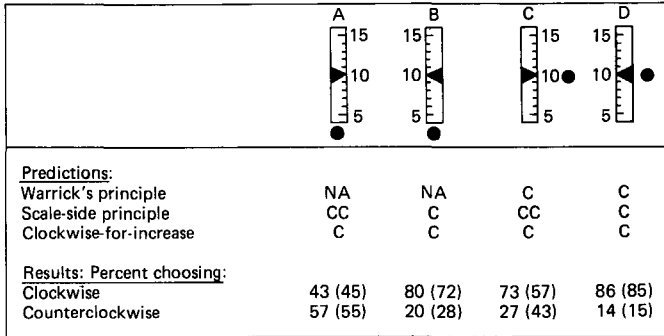 A B C D
15 15 15 15
10 10 10 10
5 5 5 5
Predictions:
Warrick's principle NA NA C C
Scale-side principle CC C CC C
Clockwise-for-increase C C C C
Results: Percent choosing:
Clockwise 43 (45) 80 (72) 73 (57) 86 (85)
Counterclockwise 57 (55) 20 (28) 27 (43) 14 (15)